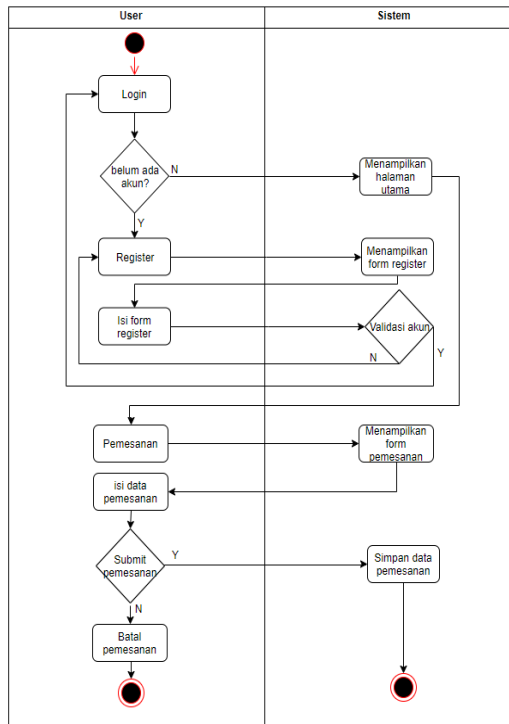 User
Sistem
Login
belum ada
akun?
N
Menampilkan
halaman
utama
Y
Register
Menampilkan
form register
Isi form
register
Validasi akun
N
Y
Pemesanan
Menampilkan
form
pemesanan
isi data
pemesanan
Submit
pemesanan
Y
Simpan data
pemesanan
N
Batal
pemesanan